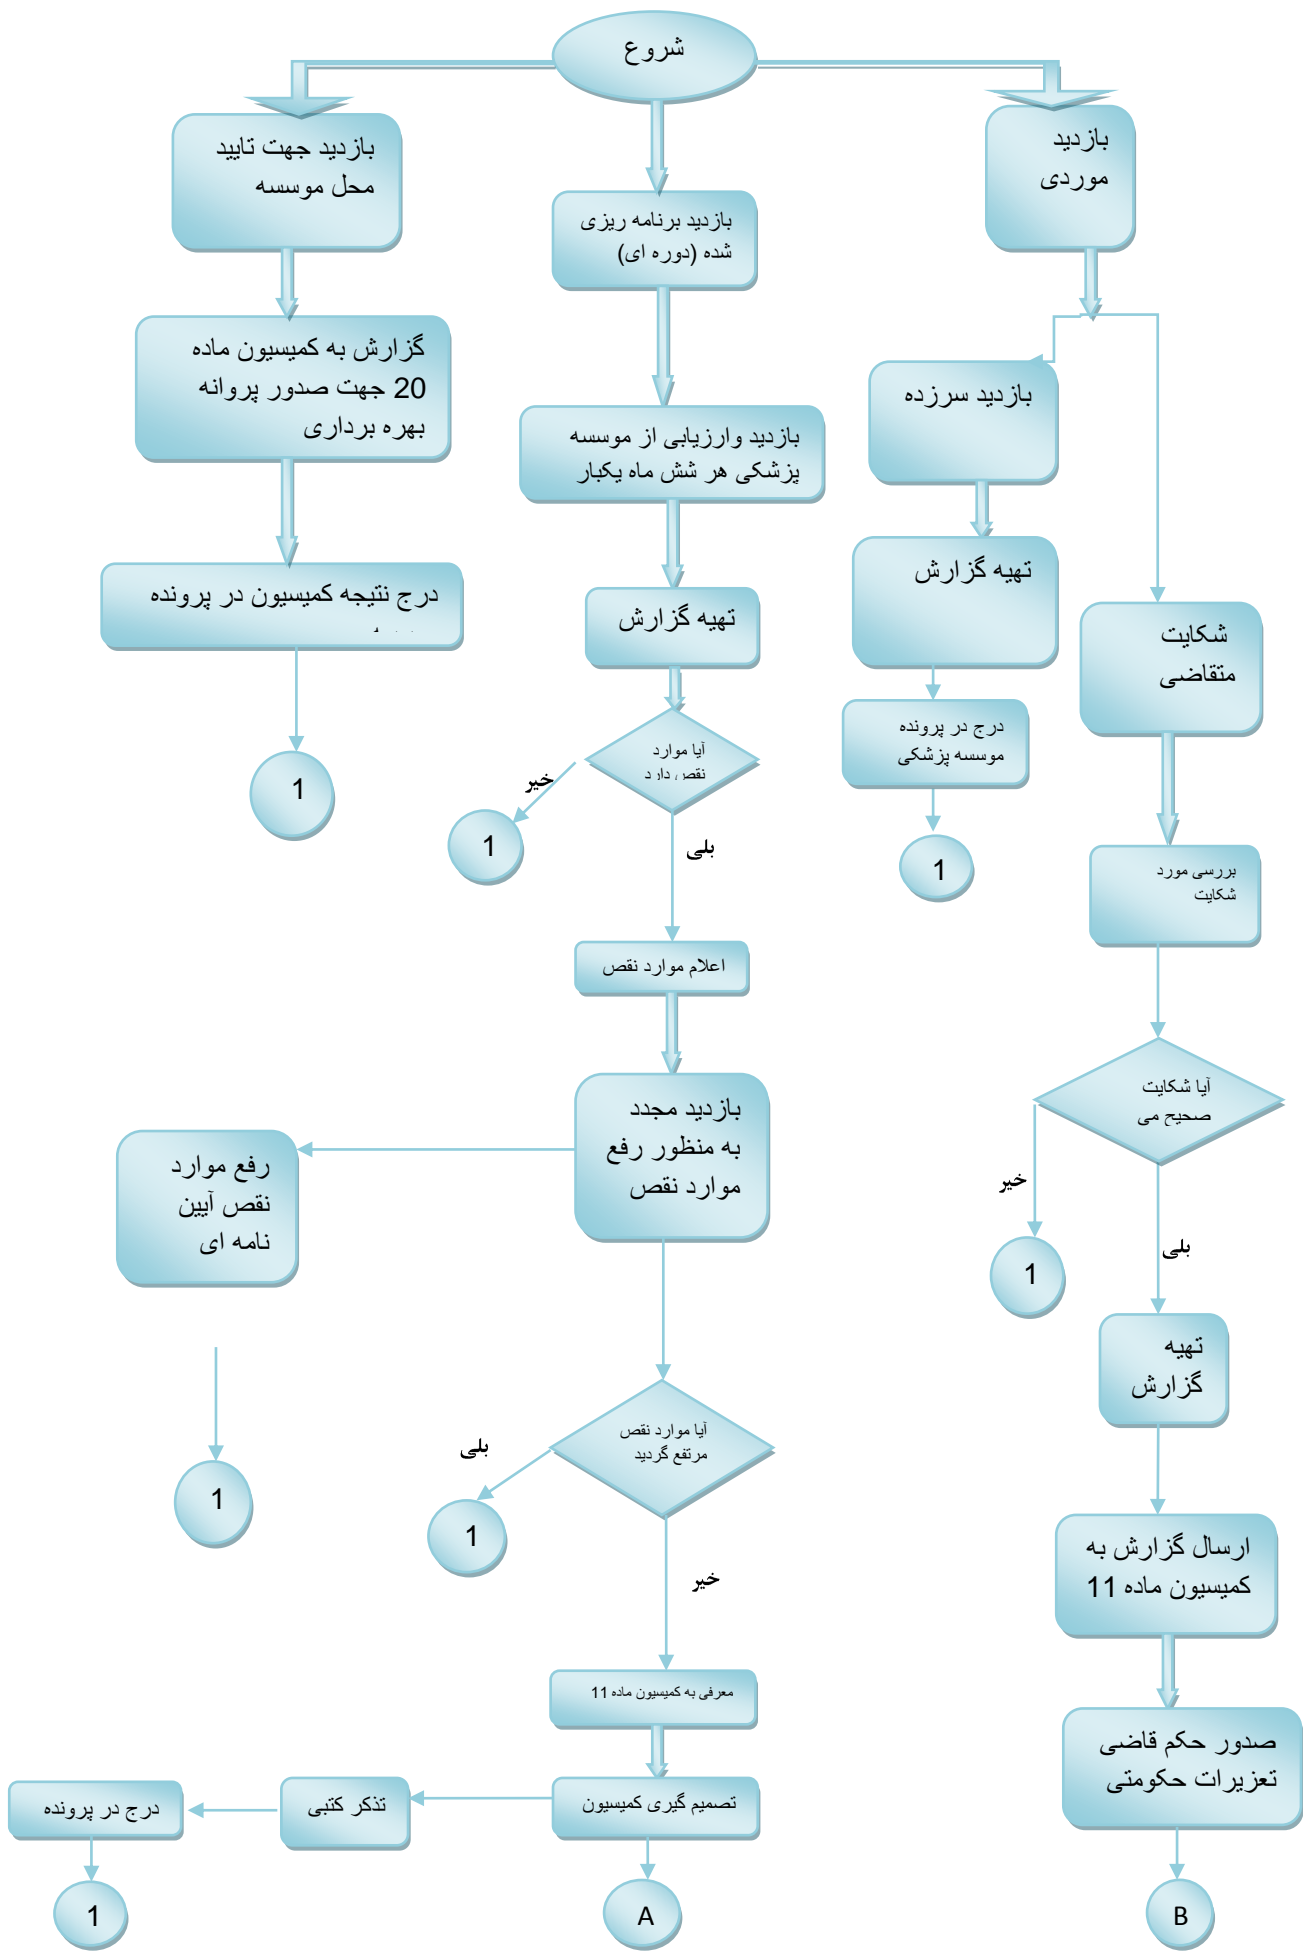 شروع
بازدید موردی
بازدید برنامه ریزی
شده (دوره ای)
بازدید جهت تایید
محل موسسه
گزارش به کمیسیون ماده
20 جهت صدور پروانه
بهره برداری
درج نتیجه کمیسیون در پرونده
1
بازدید وارزیابی از موسسه
پزشکی هر شش ماه یکبار
تهیه گزارش
آیا موارد
نقص دارد
خیر
1
بلی
اعلام موارد نقص
بازدید مجدد
به منظور رفع
موارد نقص
رفع موارد
نقص آیین
نامه ای
1
آیا موارد نقص
مرتفع گردید
بلی
1
خیر
معرفی به کمیسیون ماده 11
تصمیم گیری کمیسیون
تذکر کتبی
درج در پرونده
1
A
بازدید سرزده
تهیه گزارش
درج در پرونده
موسسه پزشکی
1
شکایت
متقاضی
بررسی مورد
شکایت
آیا شکایت
صحیح می
خیر
1
بلی
تهیه
گزارش
ارسال گزارش به
کمیسیون ماده 11
صدور حکم قاضی
تعزیرات حکومتی
B